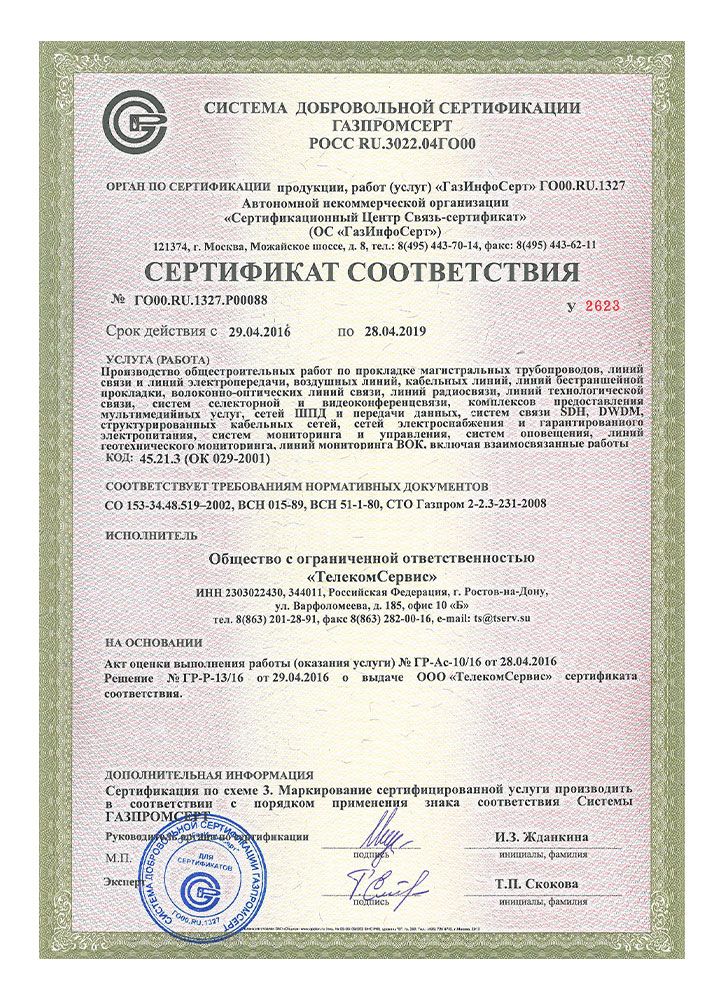 СИСТЕМА ДОБРОВОЛЬНОЙ СЕРТИФИКАЦИИ
ГАЗПРОМСЕРТ
РОСС RU.3022.04ГО00
ОРГАН ПО СЕРТИФИКАЦИИ продукции, работ (услуг) «ГазИнфоСерт» ГО00.RU.1327
Автономной некоммерческой организации
«Сертификационный Центр Связь-сертификат»
(ОС «ГазИнфоСерт»)
121374, г. Москва, Можайское шоссе, д. 8, тел.: 8(495) 443-70-14, факс: 8(495) 443-62-11
СЕРТИФИКАТ СООТВЕТСТВИЯ
№ ГО00.RU.1327.Р00088
У 2623
Срок действия с 29.04.2016 по 28.04.2019
УСЛУГА (РАБОТА)
Производство общестроительных работ по прокладке магистральных трубопроводов, линий
связи и линий электропередачи, воздушных линий, кабельных линий, линий бестраншейной
прокладки, волоконно-оптических линий связи, линий радиосвязи, линий технологической
связи, систем селекторной и видеоконференцсвязи, комплексов предоставления
мультимедийных услуг, сетей ШПД и передачи данных, систем связи SDH, DWDM,
структурированных кабельных сетей, сетей электроснабжения и гарантированного
электропитания, систем мониторинга и управления, систем оповещения, линий
геотехнического мониторинга, линий мониторинга ВОК, включая взаимосвязанные работы
КОД: 45.21.3 (ОК 029-2001)
СООТВЕТСТВУЕТ ТРЕБОВАНИЯМ НОРМАТИВНЫХ ДОКУМЕНТОВ
СО 153-34.48.519–2002, ВСН 015-89, ВСН 51-1-80, СТО Газпром 2-2.3-231-2008
ИСПОЛНИТЕЛЬ
Общество с ограниченной ответственностью
«ТелекомСервис»
ИНН 2303022430, 344011, Российская Федерация, г. Ростов-на-Дону,
ул. Варфоломеева, д. 185, офис 10 «Б»
тел. 8(863) 201-28-91, факс 8(863) 282-00-16, e-mail: ts@tserv.su
НА ОСНОВАНИИ
Акт оценки выполнения работы (оказания услуги) № ГР-Ас-10/16 от 28.04.2016
Решение № ГР-Р-13/16 от 29.04.2016 о выдаче ООО «ТелекомСервис» сертификата
соответствия.
ДОПОЛНИТЕЛЬНАЯ ИНФОРМАЦИЯ
Сертификация по схеме 3. Маркирование сертифицированной услуги производить
в соответствии с порядком применения знака соответствия Системы
ГАЗПРОМСЕРТ
Руководитель органа по сертификации
И.З. Жданкина
подпись
инициалы, фамилия
М.П.
Эксперт
Т.П. Скокова
подпись
инициалы, фамилия
СИСТЕМА ДОБРОВОЛЬНОЙ СЕРТИФИКАЦИИ ГАЗПРОМСЕРТ
ДЛЯ
СЕРТИФИКАТОВ
ГО00.RU.1327